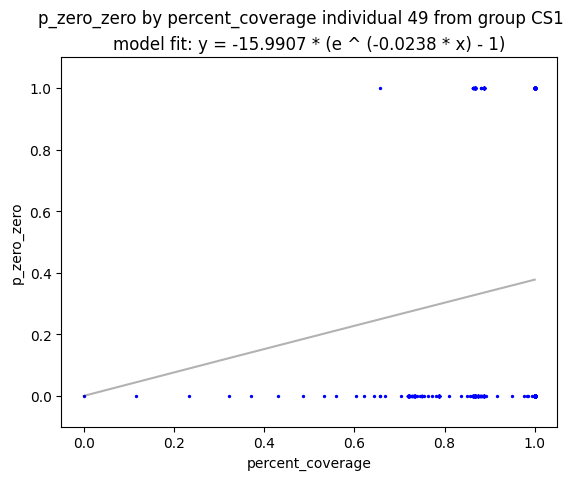 p_zero_zero by percent_coverage individual 49 from group CS1
model fit: y = -15.9907 * (e ^ (-0.0238 * x) - 1)
1.0
0.8
0.6
0.4
0.2
0.0
p_zero_zero
0.0 0.2 0.4 0.6 0.8 1.0
percent_coverage